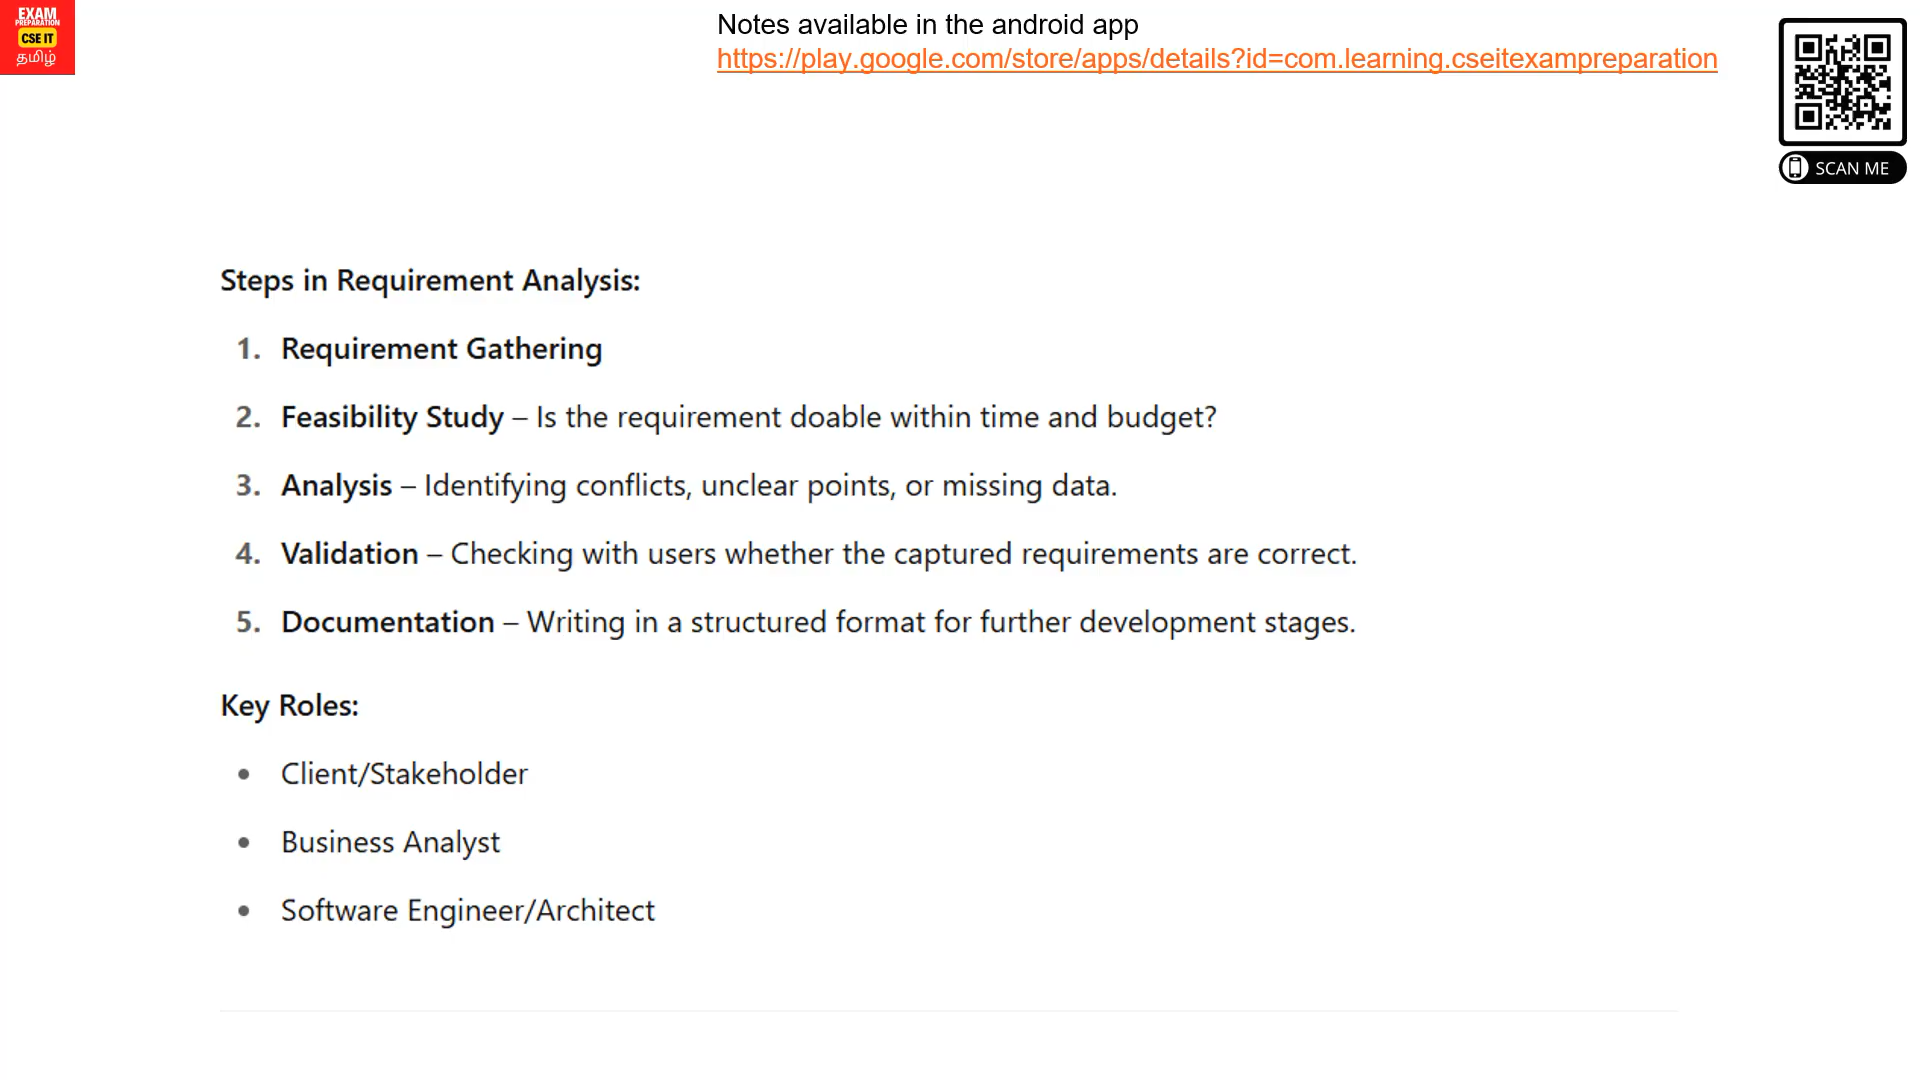 EXAM
PREPARATION
CSE IT
தமிழ்
Notes available in the android app
https://play.google.com/store/apps/details?id=com.learning.cseitexampreparation
SCAN ME
Steps in Requirement Analysis:
1. Requirement Gathering
2. Feasibility Study – Is the requirement doable within time and budget?
3. Analysis – Identifying conflicts, unclear points, or missing data.
4. Validation – Checking with users whether the captured requirements are correct.
5. Documentation – Writing in a structured format for further development stages.
Key Roles:
• Client/Stakeholder
• Business Analyst
• Software Engineer/Architect